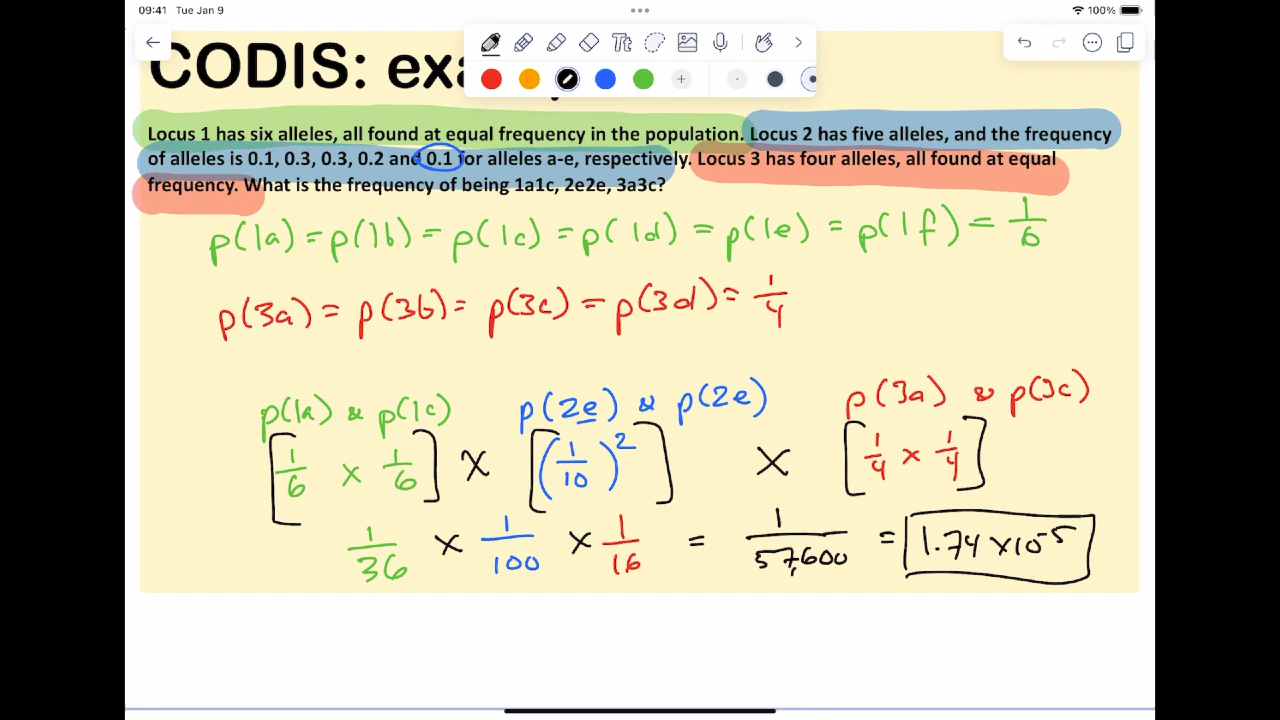 09:41 Tue Jan 9
100%
Tt
CODIS: exa
Locus 1 has six alleles, all found at equal frequency in the population. Locus 2 has five alleles, and the frequency
of alleles is 0.1, 0.3, 0.3, 0.2 and 0.1 for alleles a-e, respectively. Locus 3 has four alleles, all found at equal
frequency. What is the frequency of being 1a1c, 2e2e, 3a3c?
p(1a) = p(1b) = p(1c) = p(1d) = p(1e) = p(1f) = 1/6
p(3a) = p(3b) = p(3c) = p(3d) = 1/4
p(1a) & p(1c) p(2e) & p(2e) p(3a) & p(3c)
[1/6 x 1/6] x [(1/10)²] x [1/4 x 1/4]
1/36 x 1/100 x 1/16 = 1/57,600 = 1.74 x 10⁻⁵